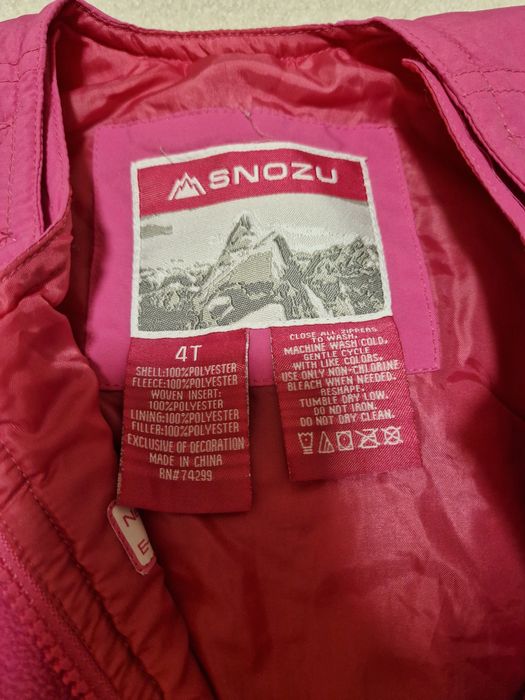 SNOZU
4T
SHELL:100%POLYESTER
FLEECE:100%POLYESTER
WOVEN INSERT:
100%POLYESTER
LINING:100%POLYESTER
FILLER:100%POLYESTER
EXCLUSIVE OF DECORATION
MADE IN CHINA
RN#74299
CLOSE ALL ZIPPERS
TO WASH.
MACHINE WASH COLD,
GENTLE CYCLE
WITH LIKE COLORS.
USE ONLY NON-CHLORINE
BLEACH WHEN NEEDED.
RESHAPE.
TUMBLE DRY LOW.
DO NOT IRON.
DO NOT DRY CLEAN.